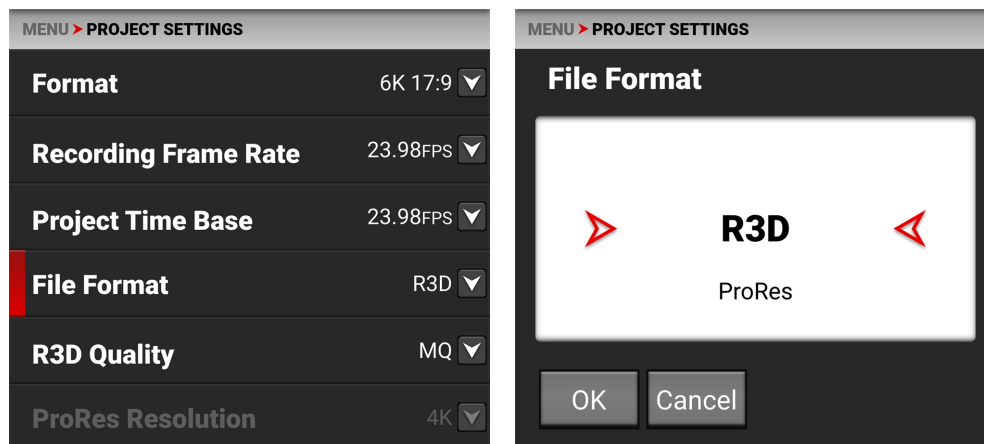 MENU PROJECT SETTINGS
Format 6K 17:9
Recording Frame Rate 23.98FPS
Project Time Base 23.98FPS
File Format R3D
R3D Quality MQ
ProRes Resolution 4K
MENU PROJECT SETTINGS
File Format
R3D
ProRes
OK Cancel